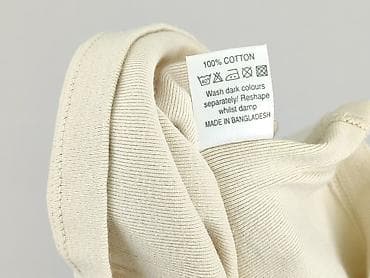 100% COTTON
Wash dark colours
separately/ Reshape
whilst damp
MADE IN BANGLADESH